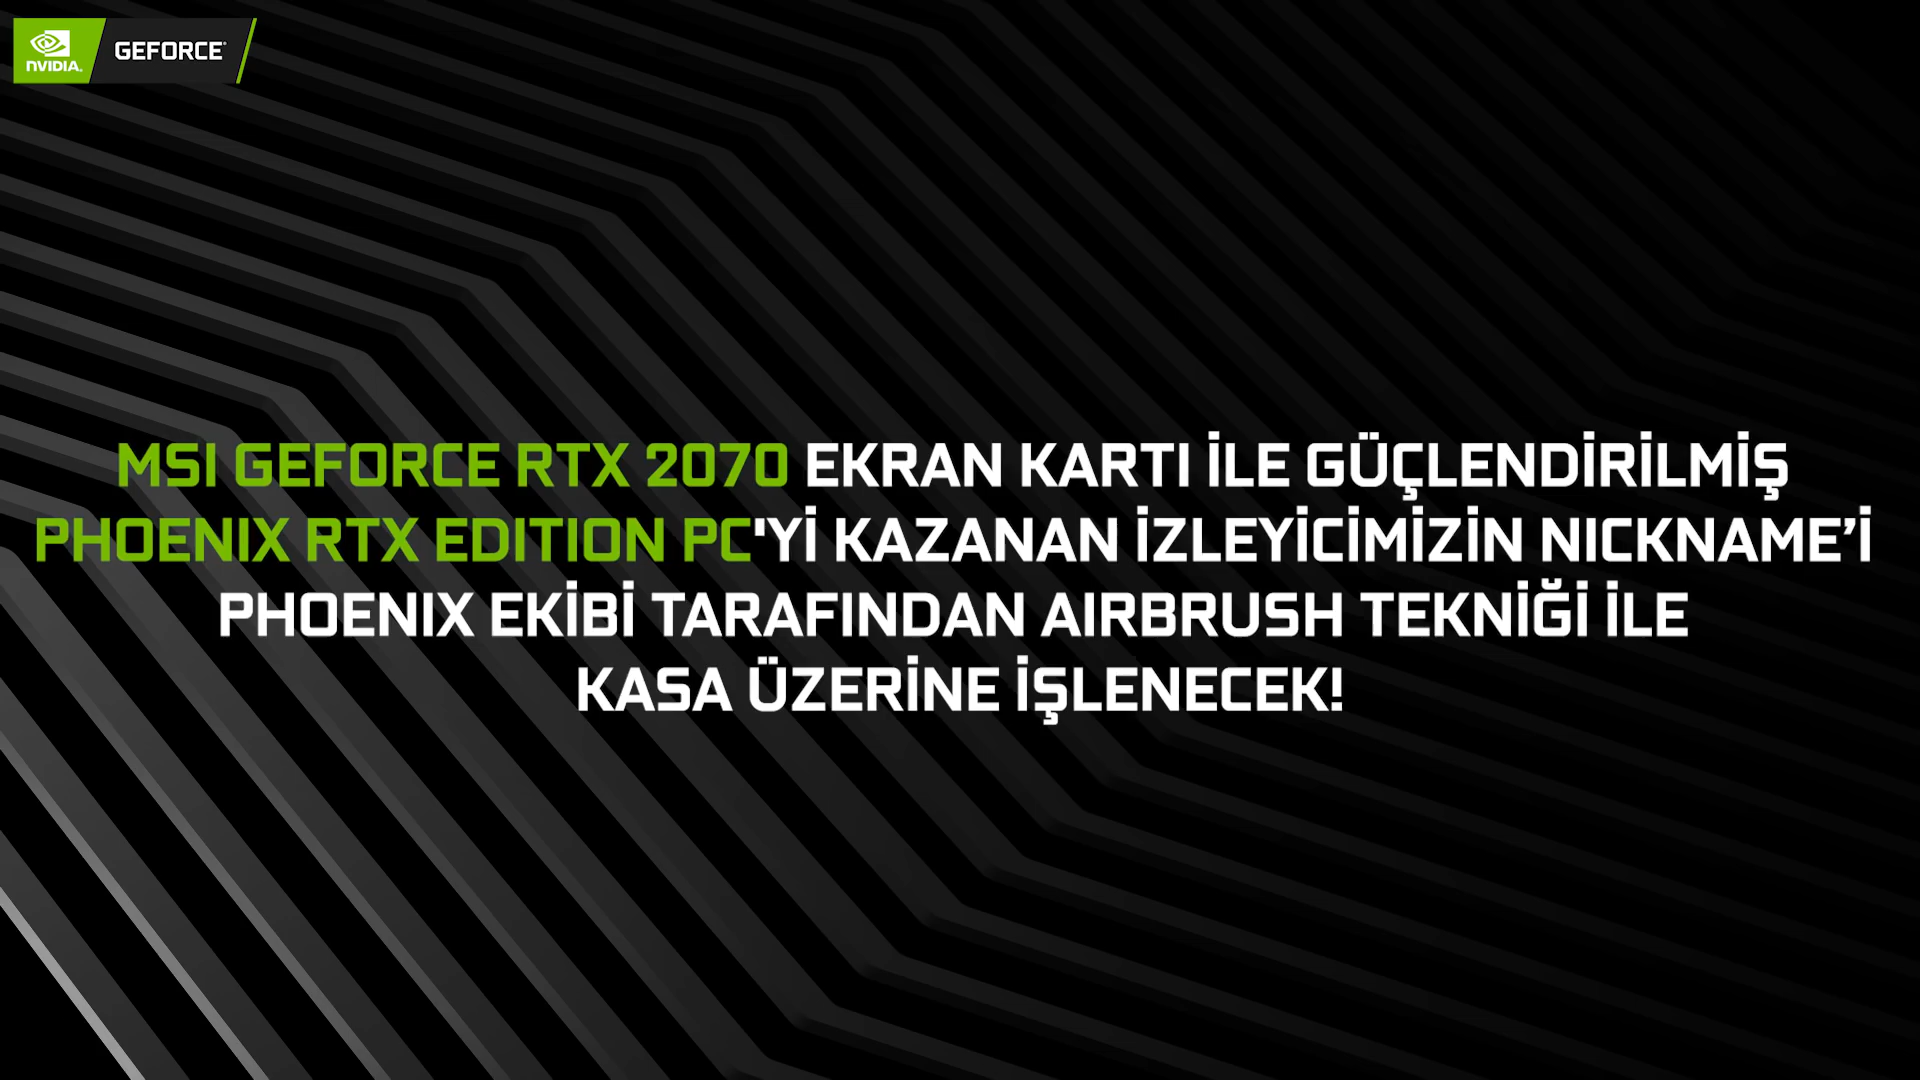 NVIDIA. GEFORCE®
MSI GEFORCE RTX 2070 EKRAN KARTI İLE GÜÇLENDİRİLMİŞ
PHOENIX RTX EDITION PC'Yİ KAZANAN İZLEYİCİMİZİN NICKNAME’İ
PHOENIX EKİBİ TARAFINDAN AIRBRUSH TEKNİĞİ İLE
KASA ÜZERİNE İŞLENECEK!